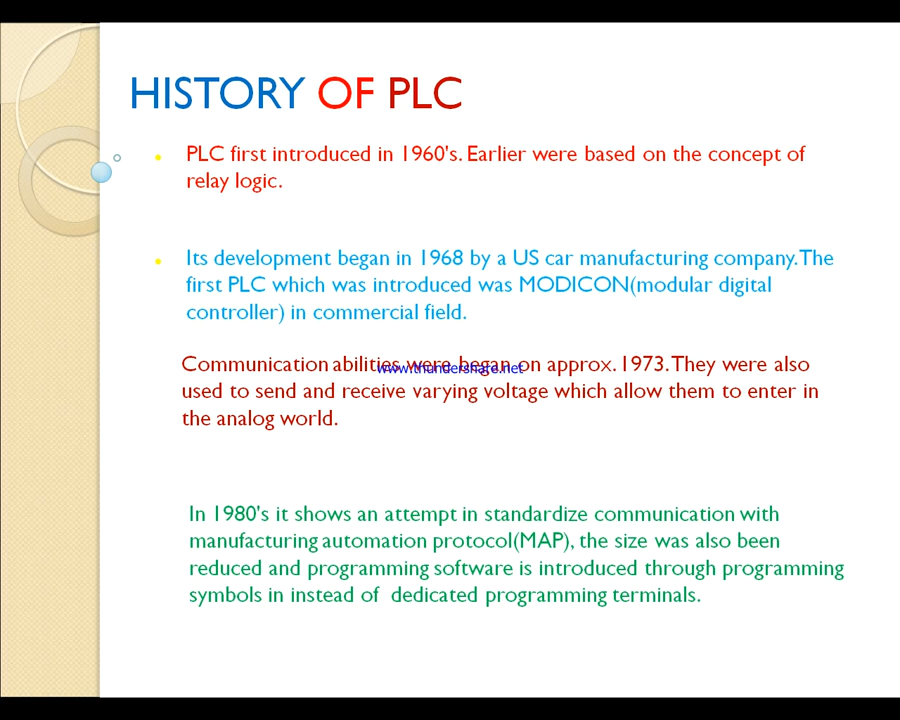 HISTORY OF PLC
PLC first introduced in 1960's. Earlier were based on the concept of
relay logic.
Its development began in 1968 by a US car manufacturing company. The
first PLC which was introduced was MODICON(modular digital
controller) in commercial field.
Communication abilities were began on approx. 1973. They were also
www.thundershare.net
used to send and receive varying voltage which allow them to enter in
the analog world.
In 1980's it shows an attempt in standardize communication with
manufacturing automation protocol(MAP), the size was also been
reduced and programming software is introduced through programming
symbols in instead of dedicated programming terminals.